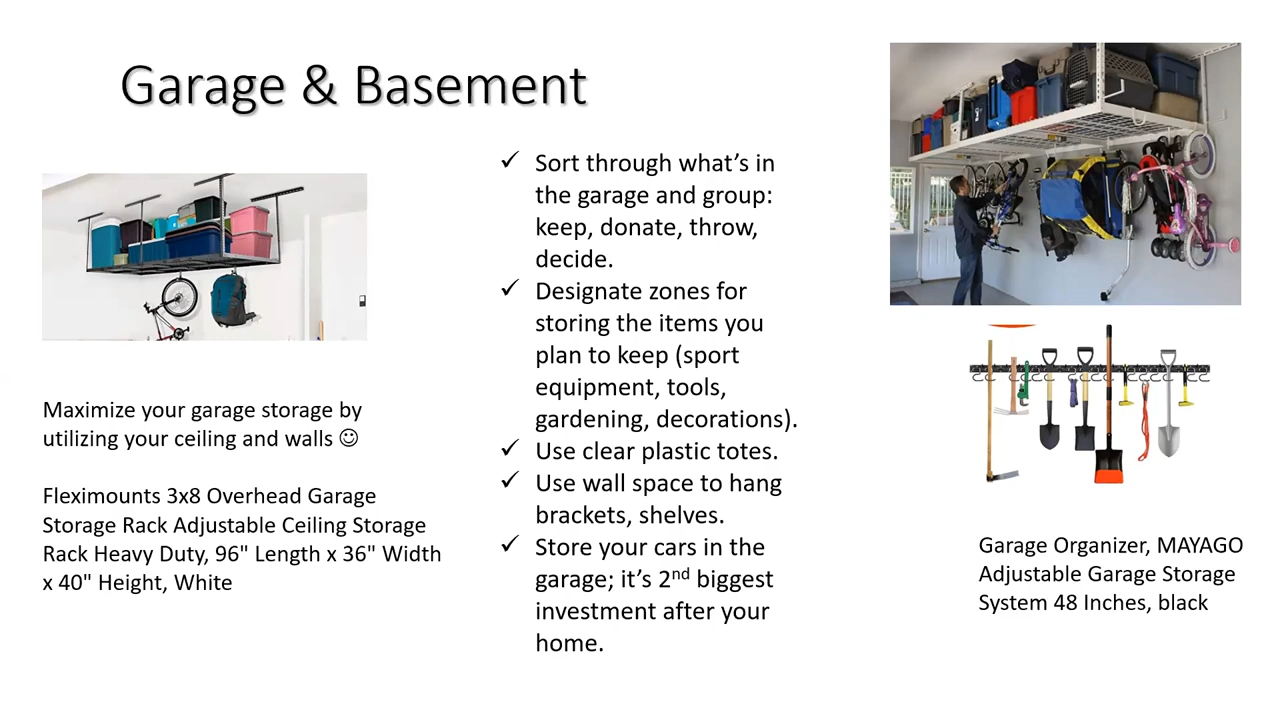 Garage & Basement
Maximize your garage storage by
utilizing your ceiling and walls ☺
Fleximounts 3x8 Overhead Garage
Storage Rack Adjustable Ceiling Storage
Rack Heavy Duty, 96" Length x 36" Width
x 40" Height, White
✓ Sort through what’s in
the garage and group:
keep, donate, throw,
decide.
✓ Designate zones for
storing the items you
plan to keep (sport
equipment, tools,
gardening, decorations).
✓ Use clear plastic totes.
✓ Use wall space to hang
brackets, shelves.
✓ Store your cars in the
garage; it’s 2nd biggest
investment after your
home.
Garage Organizer, MAYAGO
Adjustable Garage Storage
System 48 Inches, black